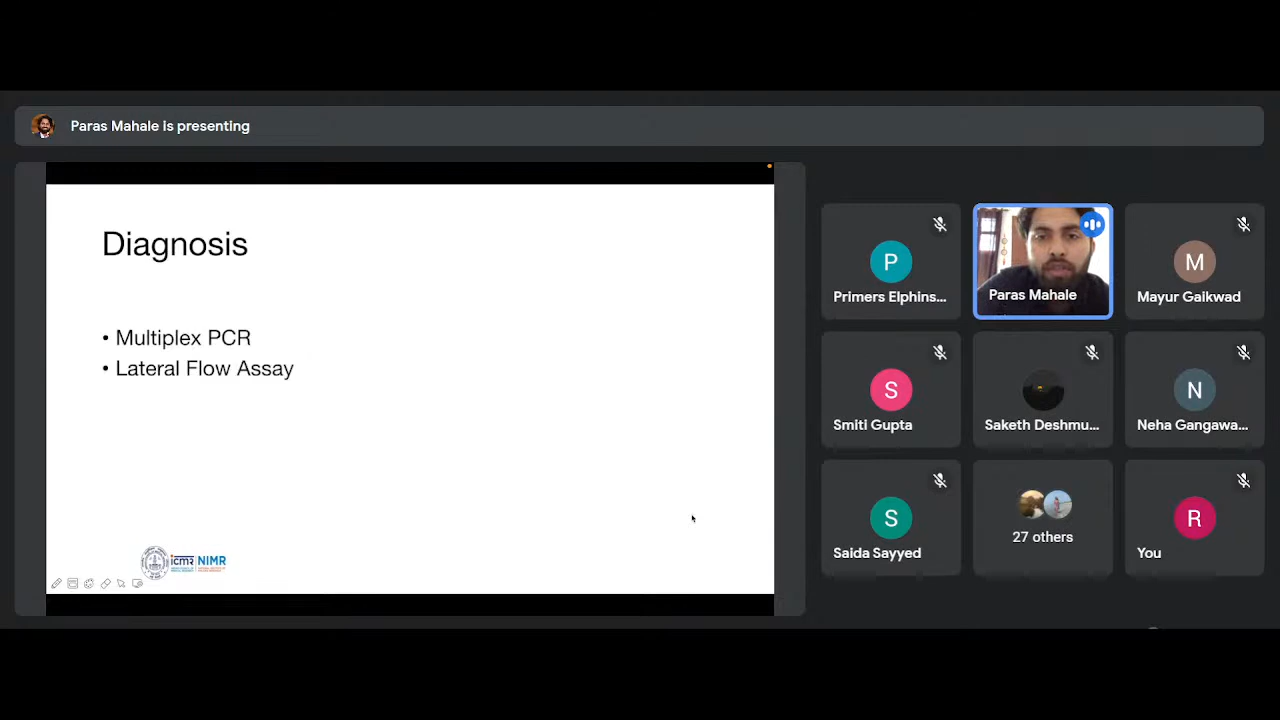 Paras Mahale is presenting
Diagnosis
• Multiplex PCR
• Lateral Flow Assay
icmr NIMR
P
Primers Elphins...
Paras Mahale
M
Mayur Gaikwad
S
Smiti Gupta
Saketh Deshmu...
N
Neha Gangawa...
S
Saida Sayyed
27 others
R
You